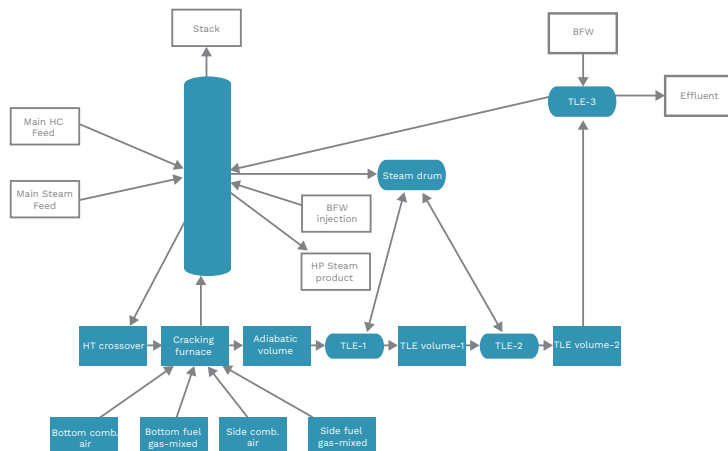 Stack
BFW
TLE-3
Effluent
Main HC
Feed
Steam drum
Main Steam
Feed
BFW
injection
HP Steam
product
HT crossover
Cracking
furnace
Adiabatic
volume
TLE-1
TLE volume-1
TLE-2
TLE volume-2
Bottom comb.
air
Bottom fuel
gas-mixed
Side comb.
air
Side fuel
gas-mixed